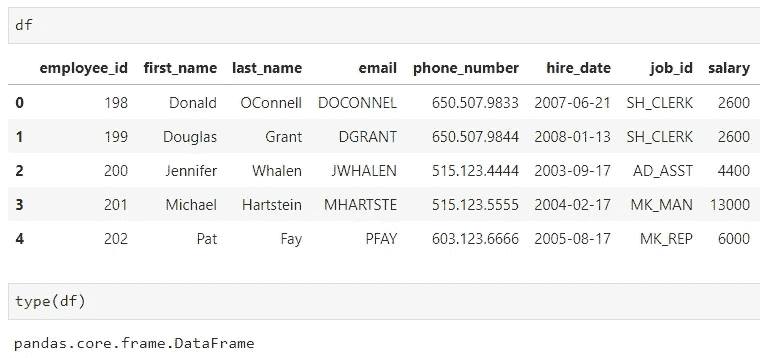 df
employee_id first_name last_name email phone_number hire_date job_id salary
0 198 Donald OConnell DOCONNEL 650.507.9833 2007-06-21 SH_CLERK 2600
1 199 Douglas Grant DGRANT 650.507.9844 2008-01-13 SH_CLERK 2600
2 200 Jennifer Whalen JWHALEN 515.123.4444 2003-09-17 AD_ASST 4400
3 201 Michael Hartstein MHARTSTE 515.123.5555 2004-02-17 MK_MAN 13000
4 202 Pat Fay PFAY 603.123.6666 2005-08-17 MK_REP 6000
type(df)
pandas.core.frame.DataFrame